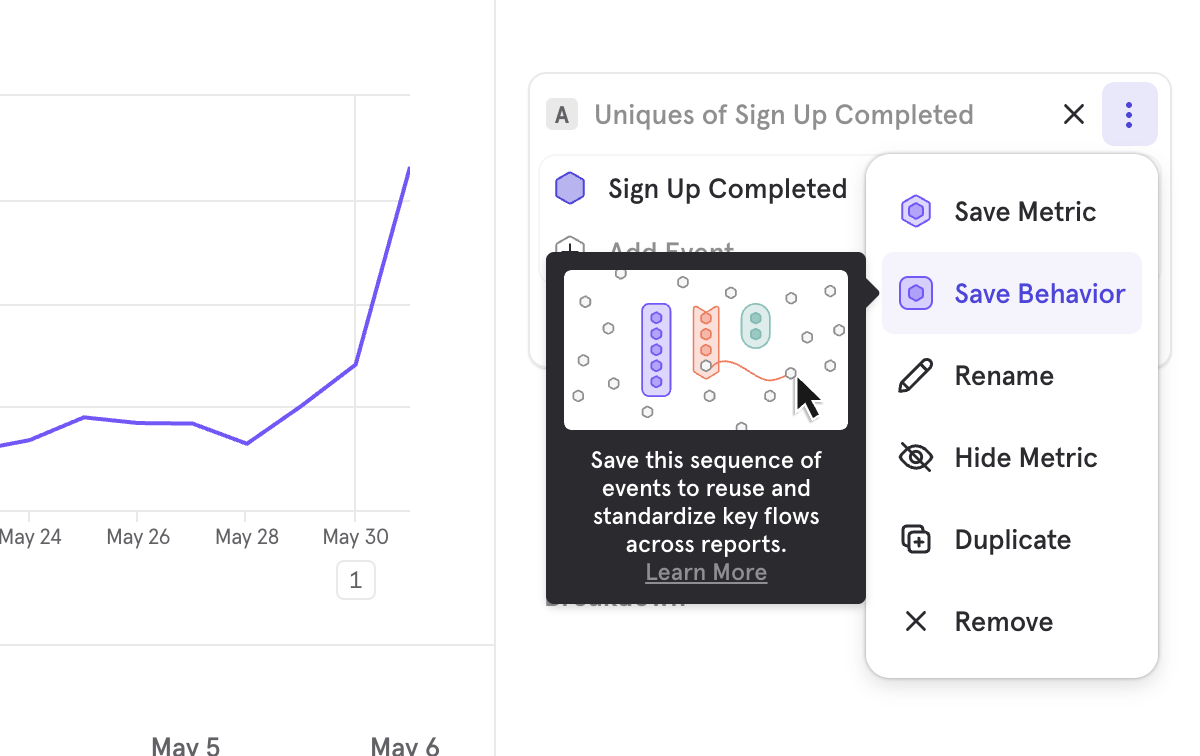 A Uniques of Sign Up Completed
Sign Up Completed
Add Event
Save Metric
Save Behavior
Rename
Hide Metric
Duplicate
Remove
Save this sequence of
events to reuse and
standardize key flows
across reports.
Learn More
Breakdown
May 24 May 26 May 28 May 30
1
May 5 May 6